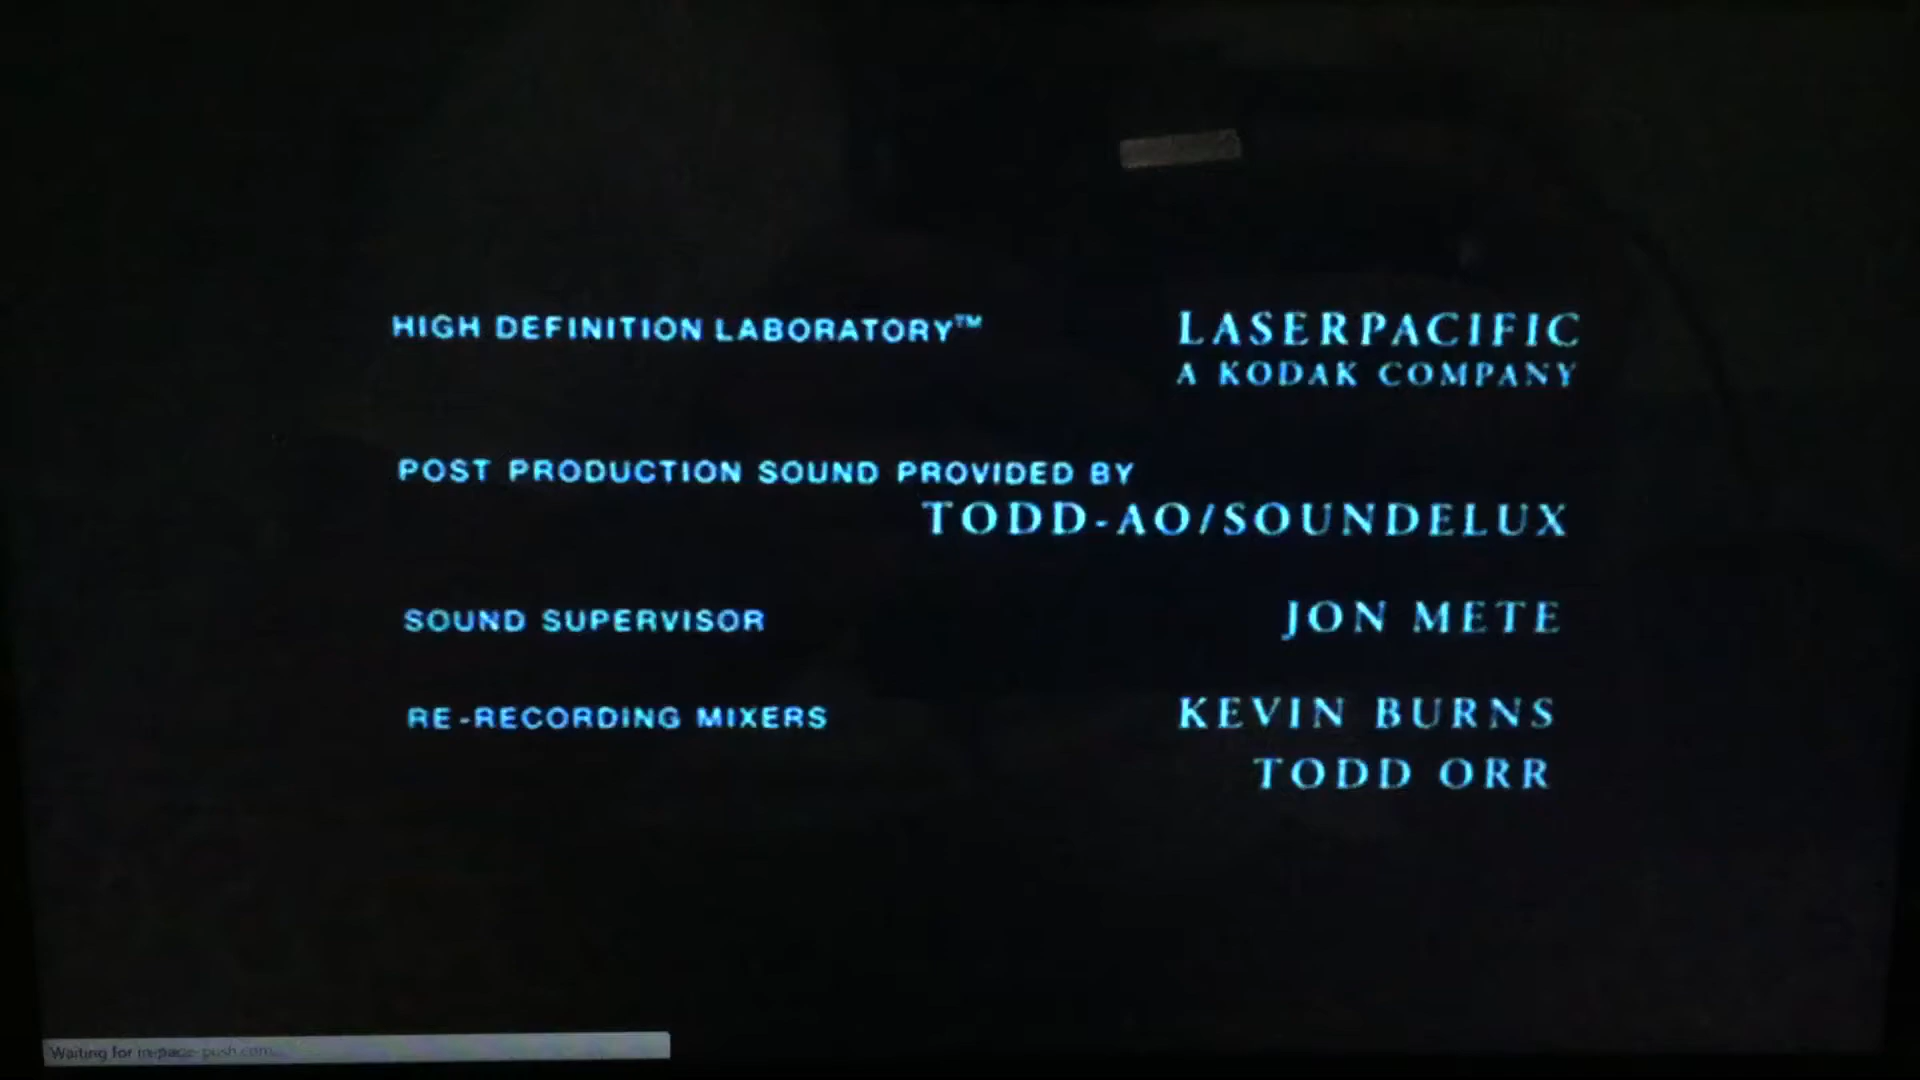 HIGH DEFINITION LABORATORY™ LASERPACIFIC
A KODAK COMPANY
POST PRODUCTION SOUND PROVIDED BY
TODD-AO/SOUNDELUX
SOUND SUPERVISOR JON METE
RE-RECORDING MIXERS KEVIN BURNS
TODD ORR
Waiting for